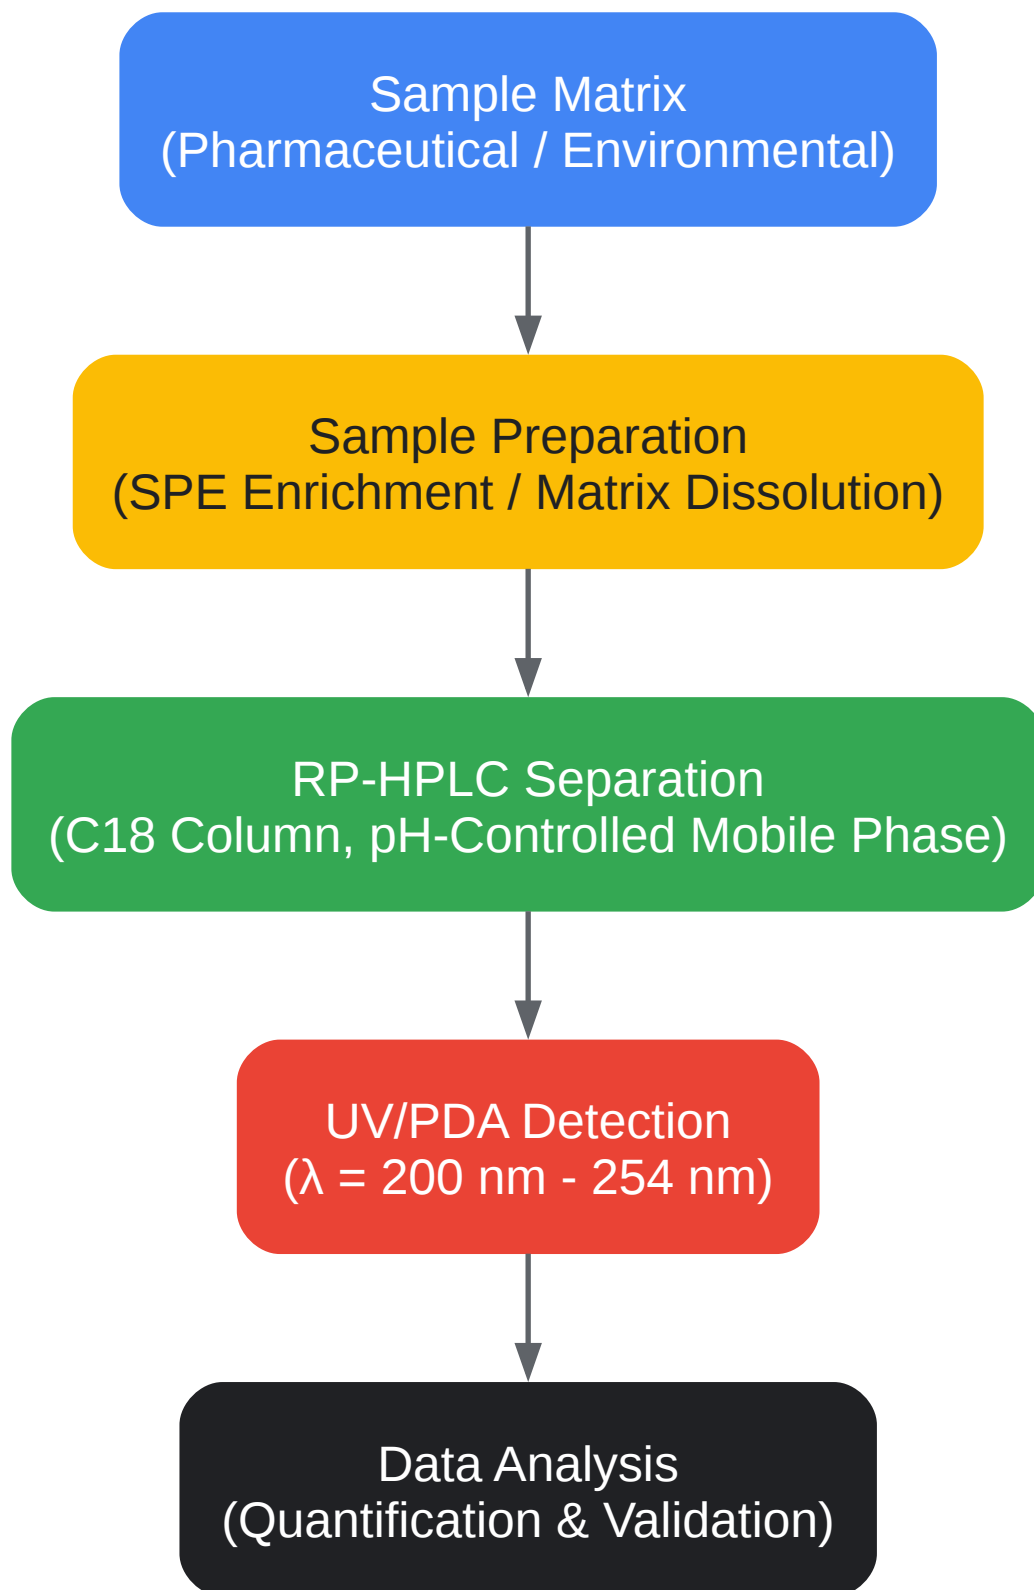 Sample Matrix
(Pharmaceutical / Environmental)
Sample Preparation
(SPE Enrichment / Matrix Dissolution)
RP-HPLC Separation
(C18 Column, pH-Controlled Mobile Phase)
UV/PDA Detection
(λ = 200 nm - 254 nm)
Data Analysis
(Quantification & Validation)